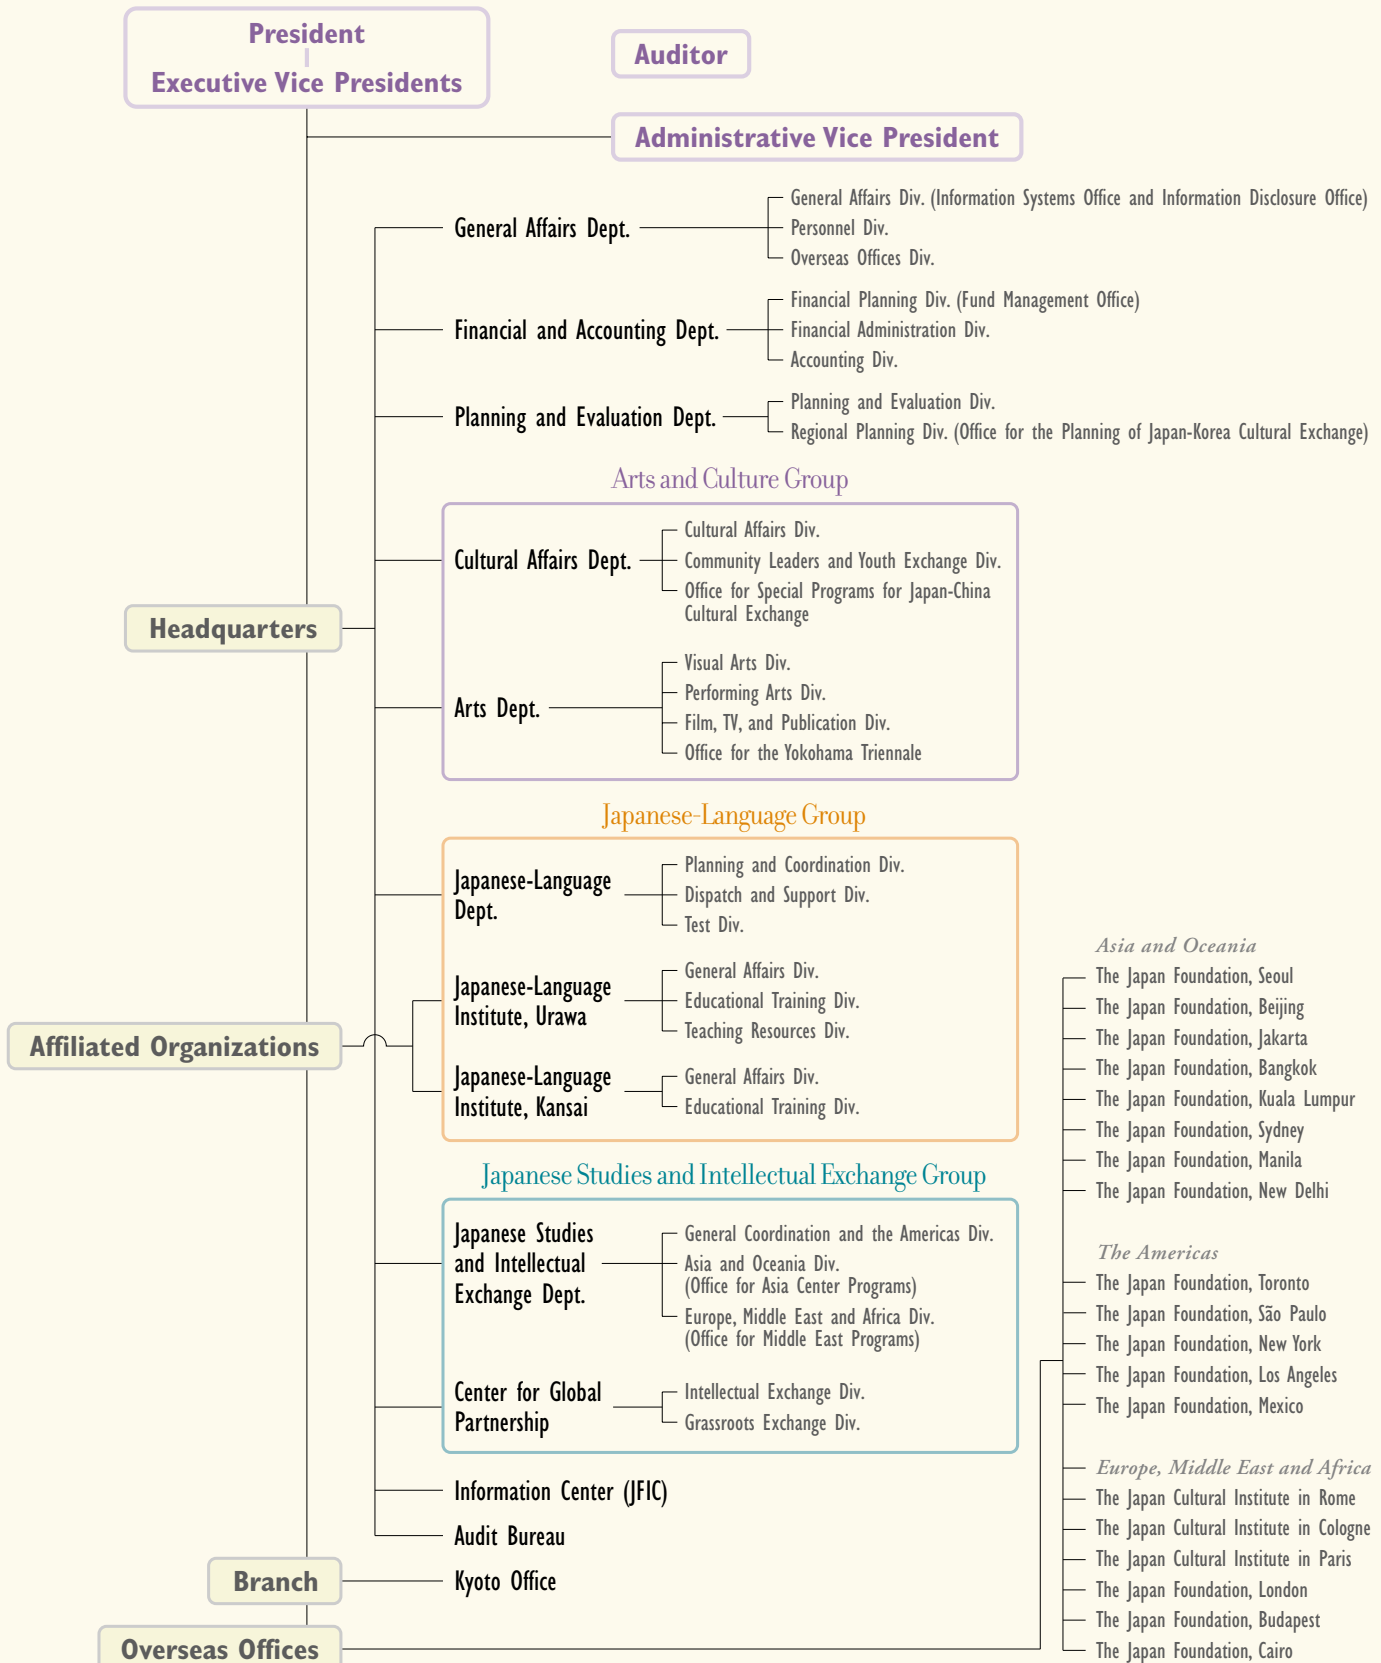 President
Executive Vice Presidents
Auditor
Administrative Vice President
General Affairs Dept.
General Affairs Div. (Information Systems Office and Information Disclosure Office)
Personnel Div.
Overseas Offices Div.
Financial and Accounting Dept.
Financial Planning Div. (Fund Management Office)
Financial Administration Div.
Accounting Div.
Planning and Evaluation Dept.
Planning and Evaluation Div.
Regional Planning Div. (Office for the Planning of Japan-Korea Cultural Exchange)
Arts and Culture Group
Cultural Affairs Dept.
Cultural Affairs Div.
Community Leaders and Youth Exchange Div.
Office for Special Programs for Japan-China
Cultural Exchange
Headquarters
Arts Dept.
Visual Arts Div.
Performing Arts Div.
Film, TV, and Publication Div.
Office for the Yokohama Triennale
Japanese-Language Group
Japanese-Language
Dept.
Planning and Coordination Div.
Dispatch and Support Div.
Test Div.
Japanese-Language
Institute, Urawa
General Affairs Div.
Educational Training Div.
Teaching Resources Div.
Affiliated Organizations
Japanese-Language
Institute, Kansai
General Affairs Div.
Educational Training Div.
Japanese Studies and Intellectual Exchange Group
Japanese Studies
and Intellectual
Exchange Dept.
General Coordination and the Americas Div.
Asia and Oceania Div.
(Office for Asia Center Programs)
Europe, Middle East and Africa Div.
(Office for Middle East Programs)
Center for Global
Partnership
Intellectual Exchange Div.
Grassroots Exchange Div.
Information Center (JFIC)
Audit Bureau
Branch
Kyoto Office
Overseas Offices
Asia and Oceania
The Japan Foundation, Seoul
The Japan Foundation, Beijing
The Japan Foundation, Jakarta
The Japan Foundation, Bangkok
The Japan Foundation, Kuala Lumpur
The Japan Foundation, Sydney
The Japan Foundation, Manila
The Japan Foundation, New Delhi
The Americas
The Japan Foundation, Toronto
The Japan Foundation, São Paulo
The Japan Foundation, New York
The Japan Foundation, Los Angeles
The Japan Foundation, Mexico
Europe, Middle East and Africa
The Japan Cultural Institute in Rome
The Japan Cultural Institute in Cologne
The Japan Cultural Institute in Paris
The Japan Foundation, London
The Japan Foundation, Budapest
The Japan Foundation, Cairo